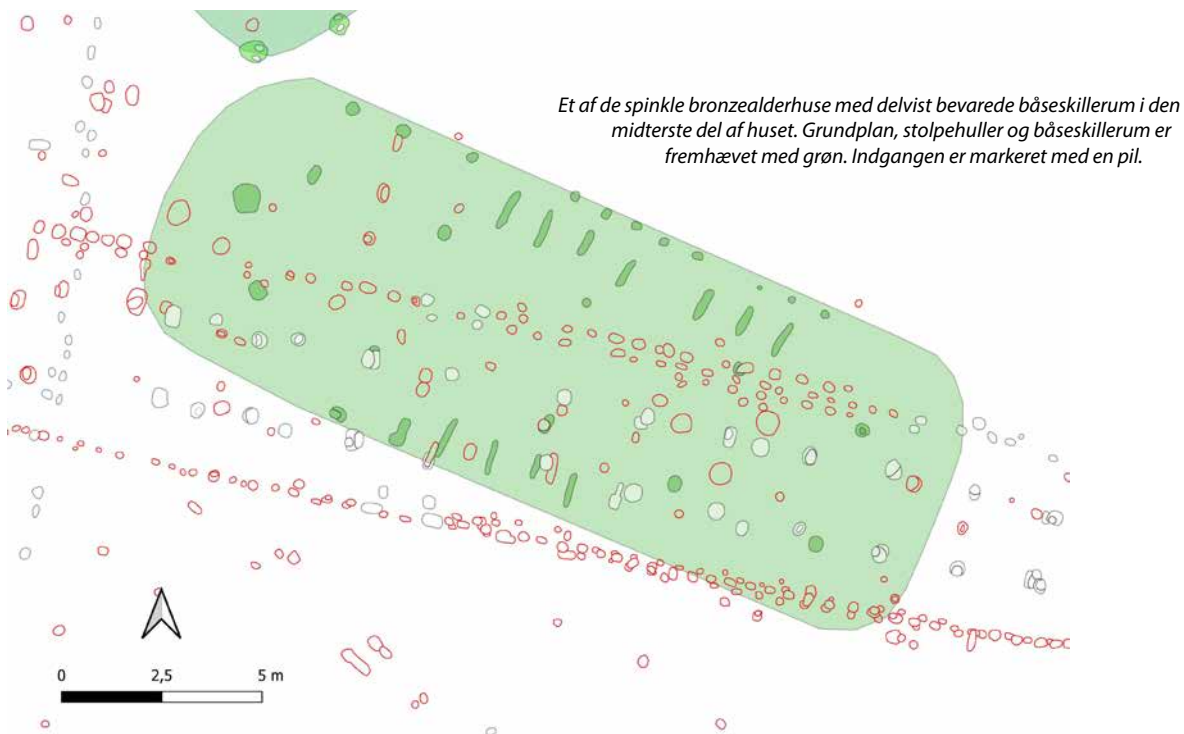 Et af de spinkle bronzealderhuse med delvist bevarede båseskillerum i den
midterste del af huset. Grundplan, stolpehuller og båseskillerum er
fremhævet med grøn. Indgangen er markeret med en pil.
0 2,5 5 m